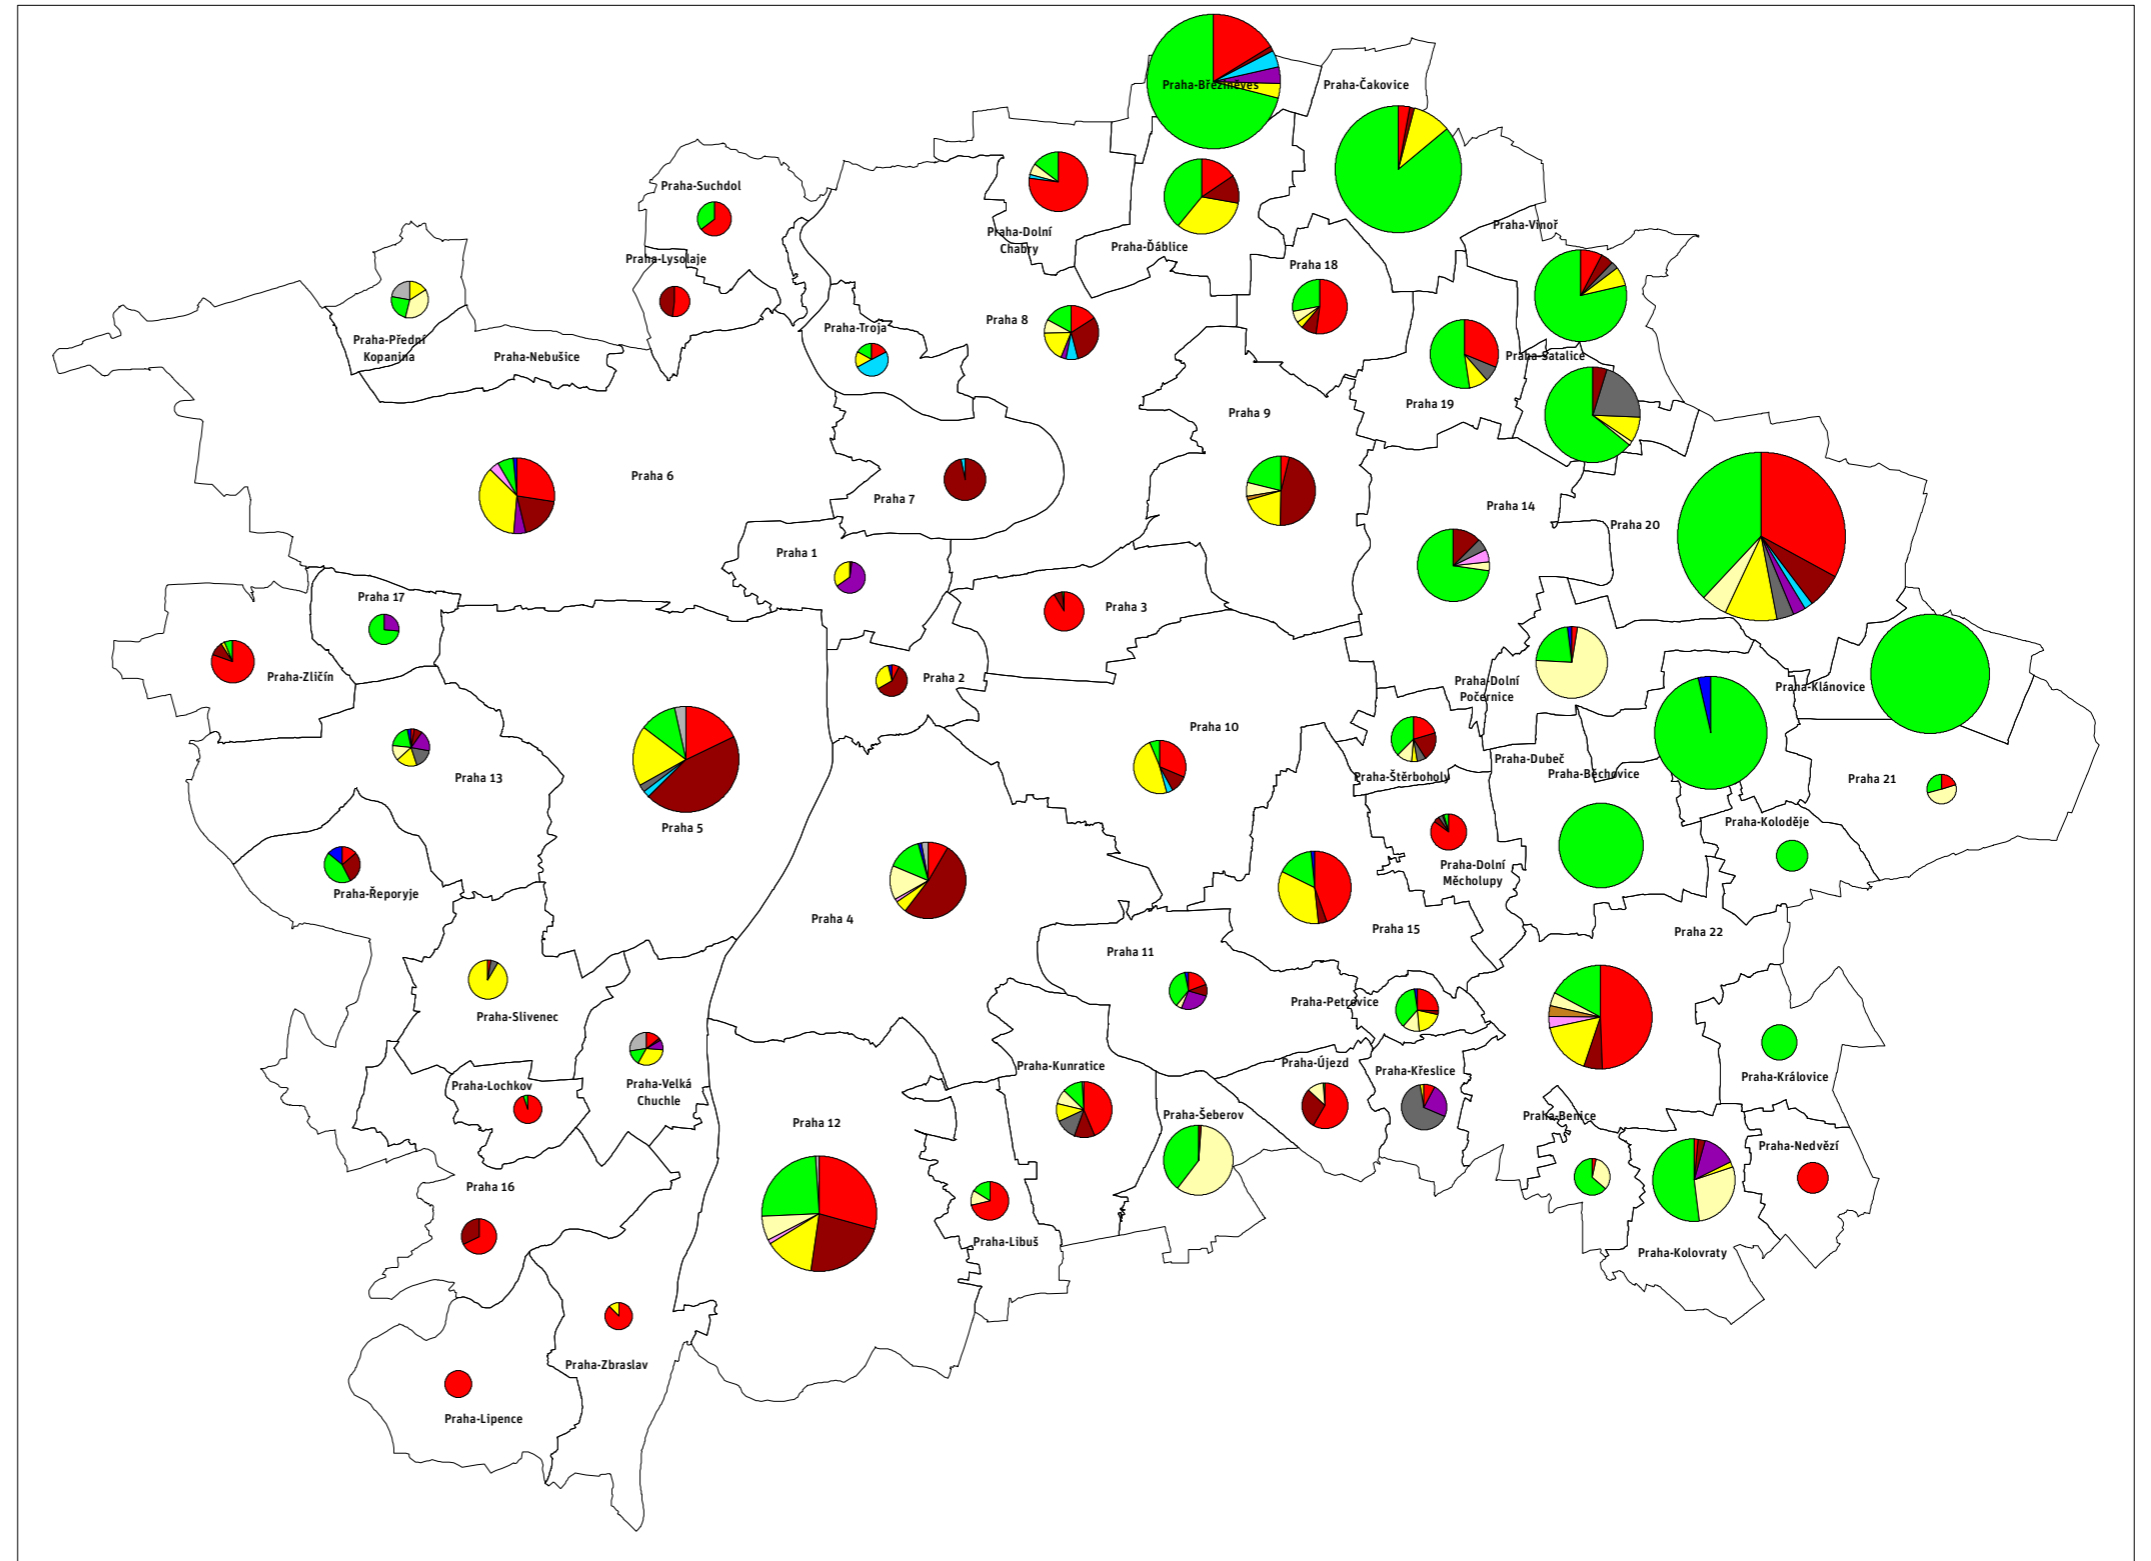 Praha-Březiněves
Praha-Čakovice
Praha-Suchdol
Praha-Vinoř
Praha-Dolní
Chabry
Praha-Ďáblice
Praha-Lysolaje
Praha 18
Praha-Troja
Praha 8
Praha-Přední
Kopanina
Praha-Nebušice
Praha-Satalice
Praha 19
Praha 9
Praha 6
Praha 7
Praha 14
Praha 20
Praha 1
Praha 17
Praha 3
Praha-Zličín
Praha 2
Praha-Dolní
Počernice
Praha-Klánovice
Praha 10
Praha-Dubeč
Praha-Běchovice
Praha-Štěrboholy
Praha 13
Praha 21
Praha 5
Praha-Koloděje
Praha-Dolní
Měcholupy
Praha-Řeporyje
Praha 4
Praha 15
Praha 22
Praha 11
Praha-Petrovice
Praha-Slivenec
Praha-Kunratice
Praha-Újezd
Praha-Křeslice
Praha-Královice
Praha-Lochkov
Praha-Velká
Chuchle
Praha-Šeberov
Praha-Benice
Praha 12
Praha-Nedvězí
Praha 16
Praha-Libuš
Praha-Kolovraty
Praha-Zbraslav
Praha-Lipence